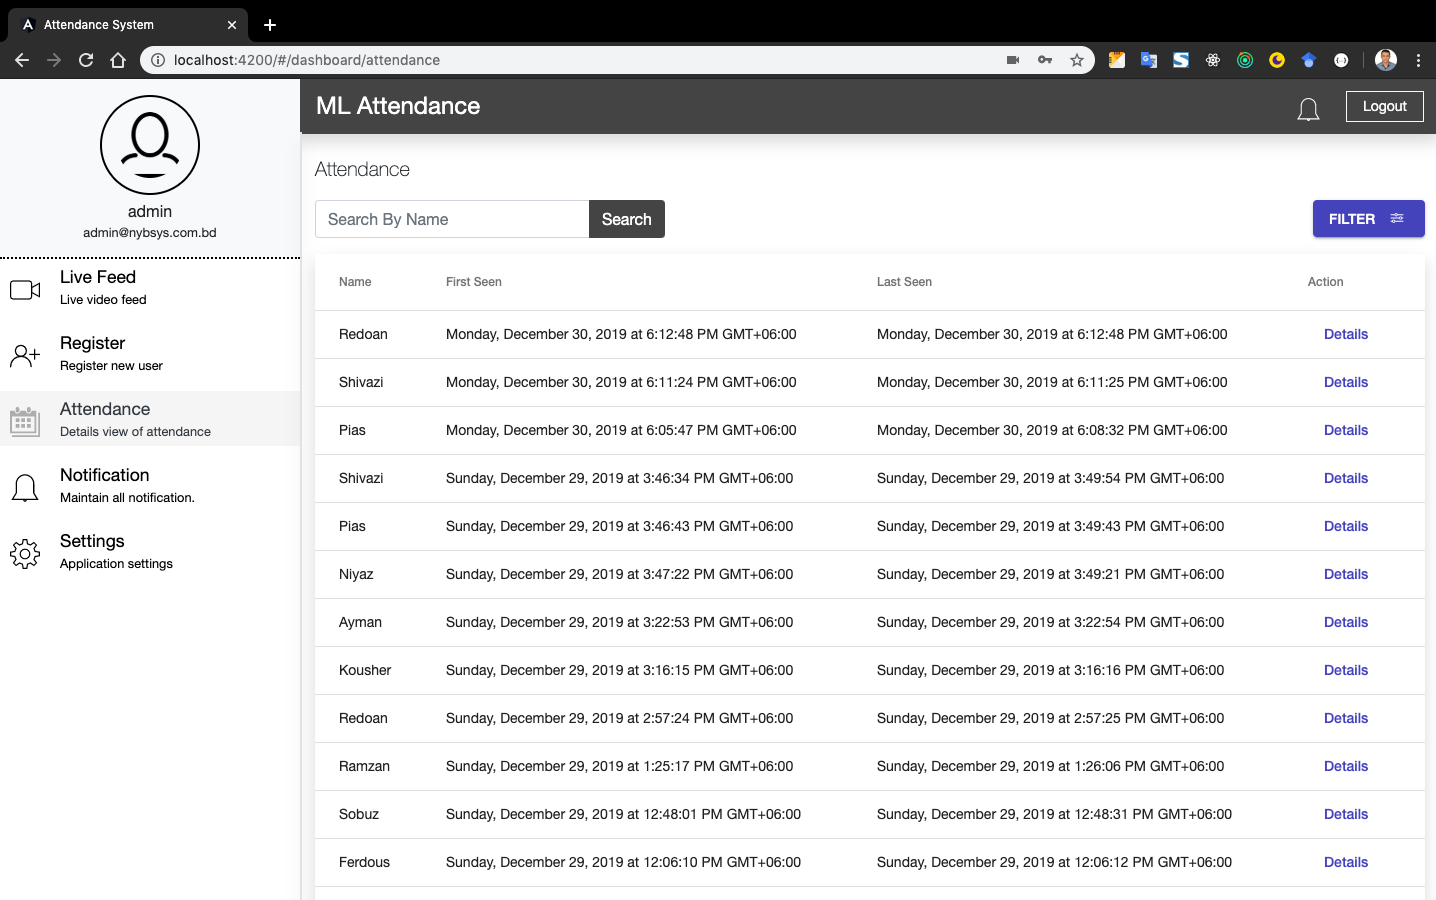 Attendance System
localhost:4200/#/dashboard/attendance
ML Attendance
Logout
admin
admin@nybsys.com.bd
Live Feed
Live video feed
Register
Register new user
Attendance
Details view of attendance
Notification
Maintain all notification.
Settings
Application settings
Attendance
Search By Name Search FILTER
Name First Seen Last Seen Action
Redoan Monday, December 30, 2019 at 6:12:48 PM GMT+06:00 Monday, December 30, 2019 at 6:12:48 PM GMT+06:00 Details
Shivazi Monday, December 30, 2019 at 6:11:24 PM GMT+06:00 Monday, December 30, 2019 at 6:11:25 PM GMT+06:00 Details
Pias Monday, December 30, 2019 at 6:05:47 PM GMT+06:00 Monday, December 30, 2019 at 6:08:32 PM GMT+06:00 Details
Shivazi Sunday, December 29, 2019 at 3:46:34 PM GMT+06:00 Sunday, December 29, 2019 at 3:49:54 PM GMT+06:00 Details
Pias Sunday, December 29, 2019 at 3:46:43 PM GMT+06:00 Sunday, December 29, 2019 at 3:49:43 PM GMT+06:00 Details
Niyaz Sunday, December 29, 2019 at 3:47:22 PM GMT+06:00 Sunday, December 29, 2019 at 3:49:21 PM GMT+06:00 Details
Ayman Sunday, December 29, 2019 at 3:22:53 PM GMT+06:00 Sunday, December 29, 2019 at 3:22:54 PM GMT+06:00 Details
Kousher Sunday, December 29, 2019 at 3:16:15 PM GMT+06:00 Sunday, December 29, 2019 at 3:16:16 PM GMT+06:00 Details
Redoan Sunday, December 29, 2019 at 2:57:24 PM GMT+06:00 Sunday, December 29, 2019 at 2:57:25 PM GMT+06:00 Details
Ramzan Sunday, December 29, 2019 at 1:25:17 PM GMT+06:00 Sunday, December 29, 2019 at 1:26:06 PM GMT+06:00 Details
Sobuz Sunday, December 29, 2019 at 12:48:01 PM GMT+06:00 Sunday, December 29, 2019 at 12:48:31 PM GMT+06:00 Details
Ferdous Sunday, December 29, 2019 at 12:06:10 PM GMT+06:00 Sunday, December 29, 2019 at 12:06:12 PM GMT+06:00 Details